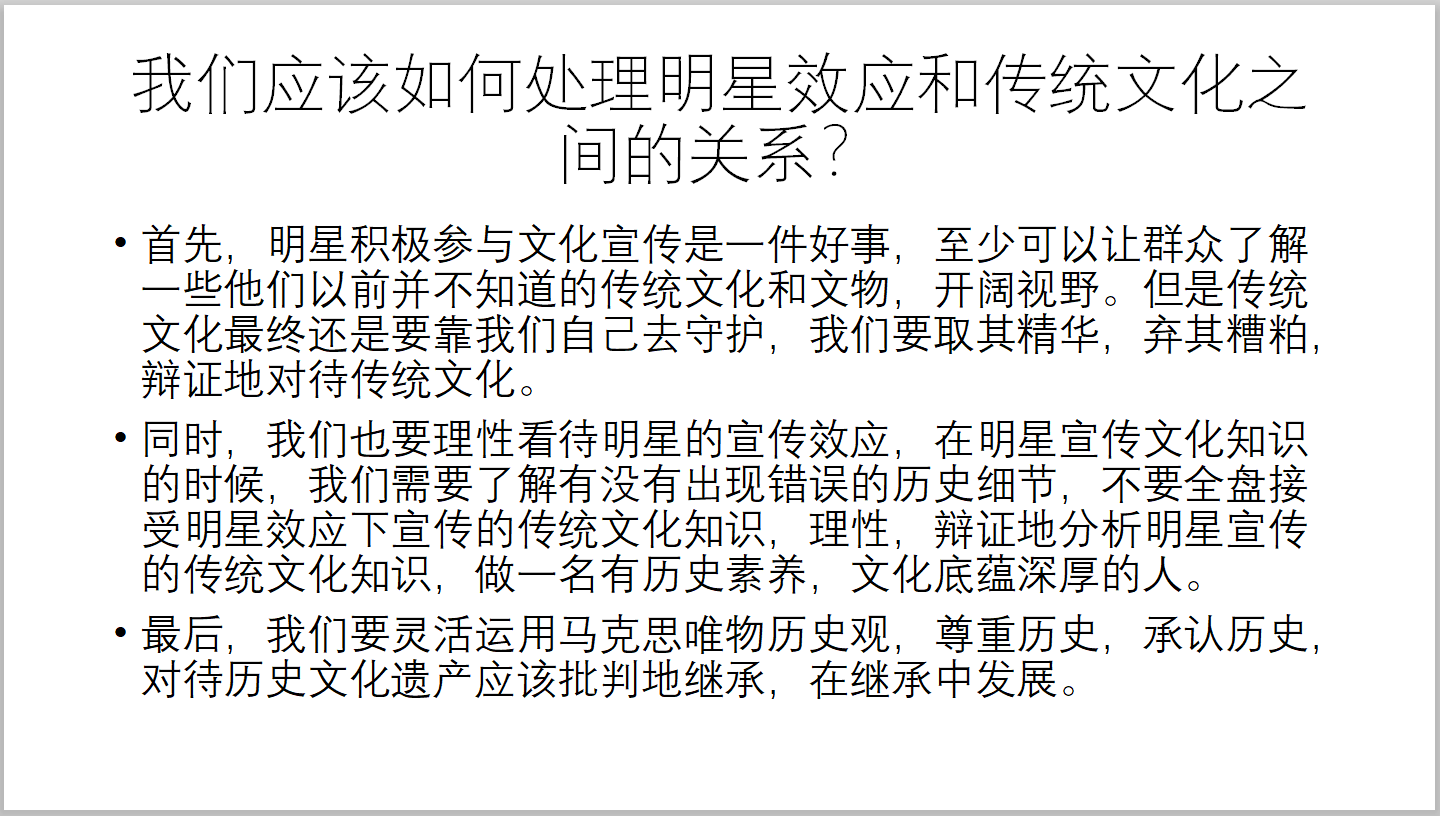 我们应该如何处理明星效应和传统文化之
间的关系？
• 首先，明星积极参与文化宣传是一件好事，至少可以让群众了解
一些他们以前并不知道的传统文化和文物，开阔视野。但是传统
文化最终还是要靠我们自己去守护，我们要取其精华，弃其糟粕，
辩证地对待传统文化。
• 同时，我们也要理性看待明星的宣传效应，在明星宣传文化知识
的时候，我们需要了解有没有出现错误的历史细节，不要全盘接
受明星效应下宣传的传统文化知识，理性，辩证地分析明星宣传
的传统文化知识，做一名有历史素养，文化底蕴深厚的人。
• 最后，我们要灵活运用马克思唯物历史观，尊重历史，承认历史，
对待历史文化遗产应该批判地继承，在继承中发展。